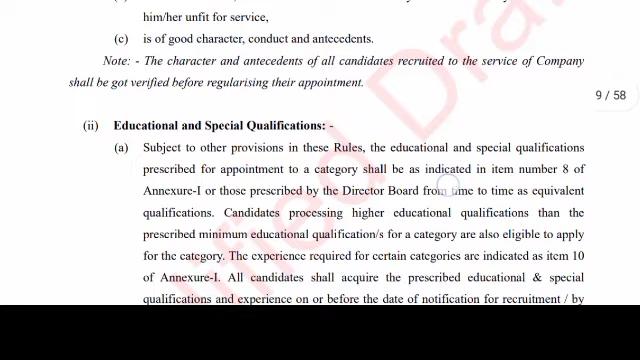 him/her unfit for service,
(c) is of good character, conduct and antecedents.
Note: - The character and antecedents of all candidates recruited to the service of Company
shall be got verified before regularising their appointment.
9 / 58
(ii) Educational and Special Qualifications: -
(a) Subject to other provisions in these Rules, the educational and special qualifications
prescribed for appointment to a category shall be as indicated in item number 8 of
Annexure-I or those prescribed by the Director Board from time to time as equivalent
qualifications. Candidates processing higher educational qualifications than the
prescribed minimum educational qualification/s for a category are also eligible to apply
for the category. The experience required for certain categories are indicated as item 10
of Annexure-I. All candidates shall acquire the prescribed educational & special
qualifications and experience on or before the date of notification for recruitment / by